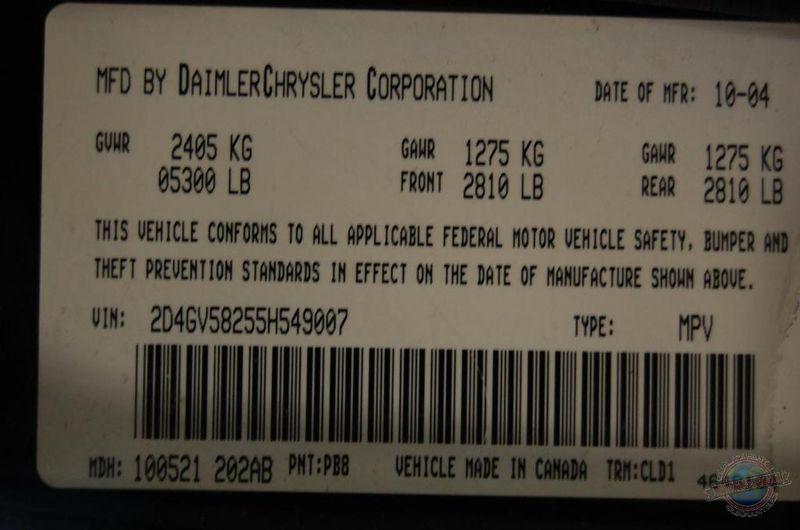 MFD BY DAIMLERCHRYSLER CORPORATION DATE OF MFR: 10-04
GVWR 2405 KG GAWR 1275 KG GAWR 1275 KG
05300 LB FRONT 2810 LB REAR 2810 LB
THIS VEHICLE CONFORMS TO ALL APPLICABLE FEDERAL MOTOR VEHICLE SAFETY, BUMPER AND
THEFT PREVENTION STANDARDS IN EFFECT ON THE DATE OF MANUFACTURE SHOWN ABOVE.
VIN: 2D4GV58255H549007 TYPE: MPV
MDH: 100521 202AB PNT:PB8 VEHICLE MADE IN CANADA TRM:CLD1